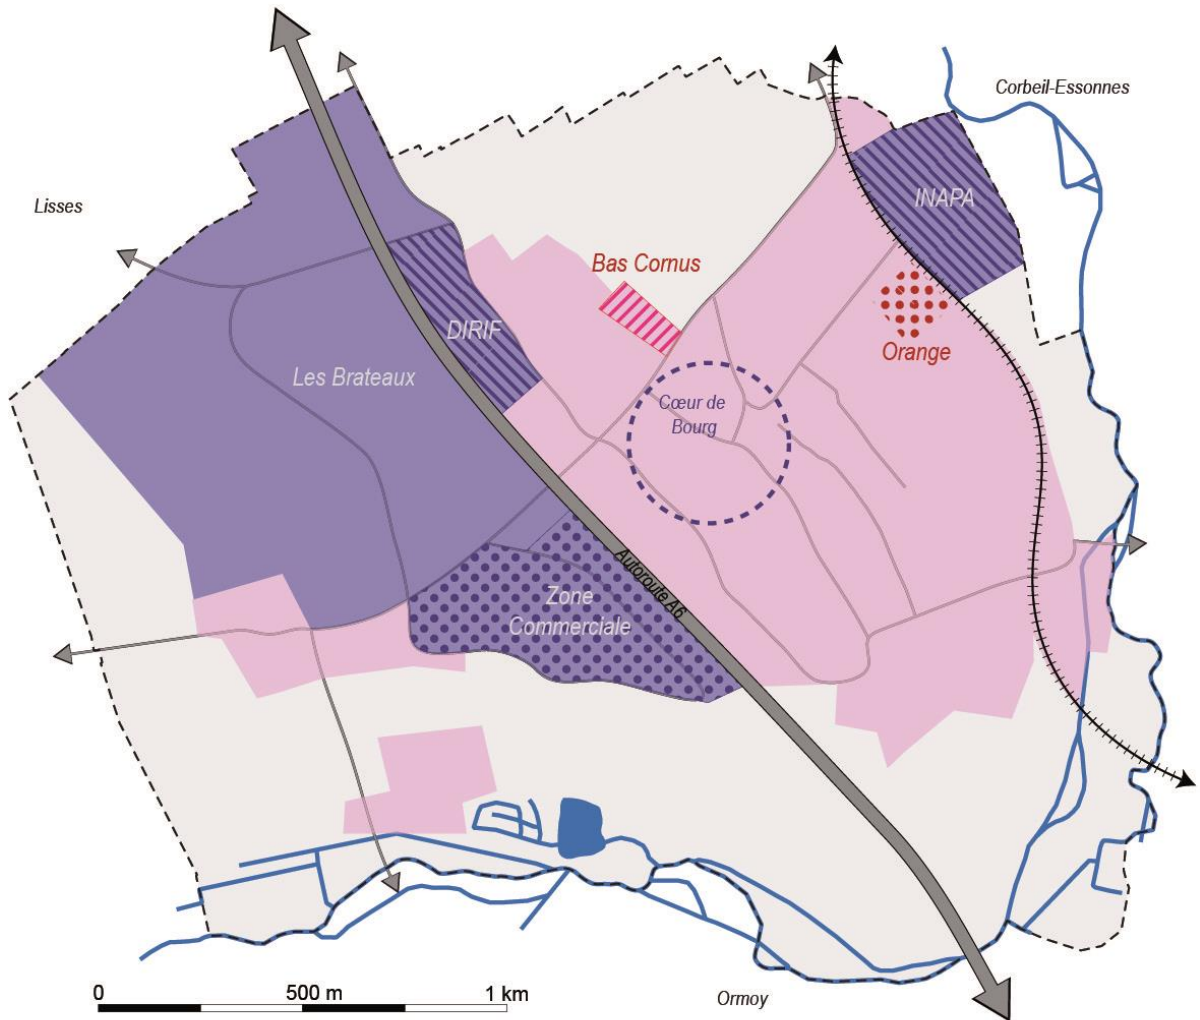 Corbeil-Essonnes
Lisses
INAPA
Bas Cornus
DIRIF
Orange
Les Brateaux
Cœur de
Bourg
Autoroute A6
Zone
Commerciale
0 500 m 1 km
Ormoy